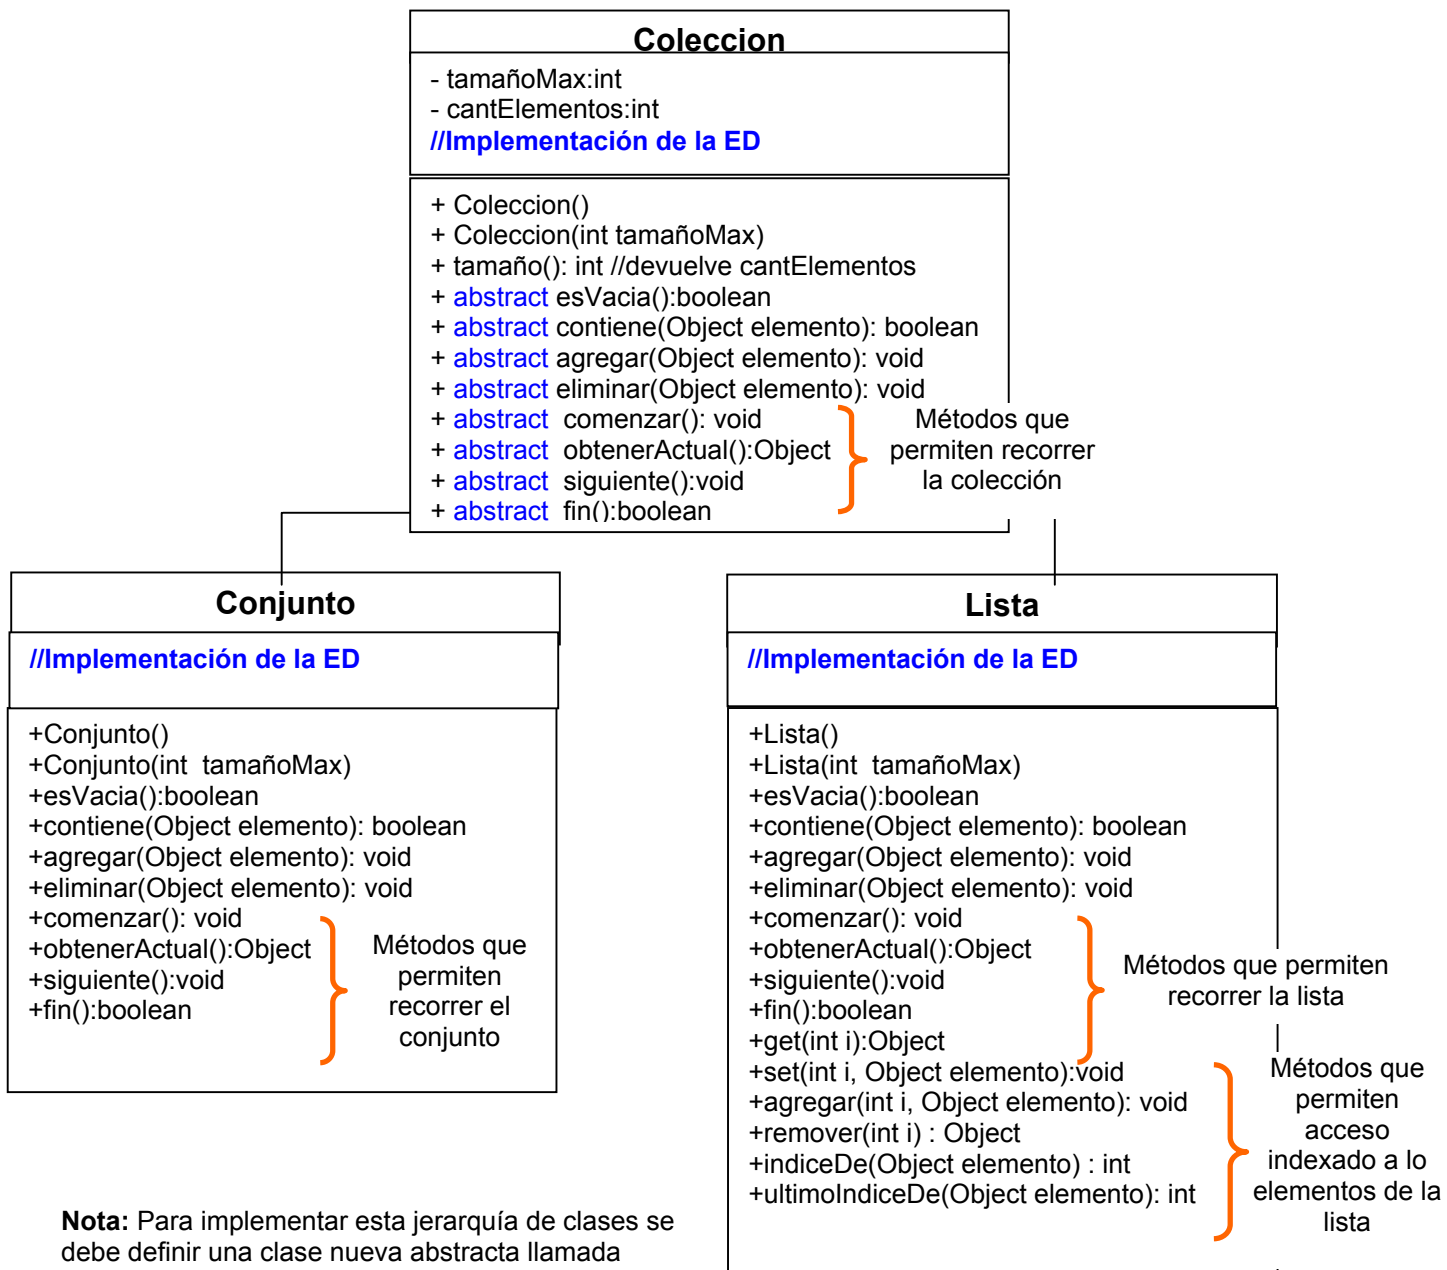 Coleccion
- tamañoMax:int
- cantElementos:int
//Implementación de la ED
+ Coleccion()
+ Coleccion(int tamañoMax)
+ tamaño(): int //devuelve cantElementos
+ abstract esVacia():boolean
+ abstract contiene(Object elemento): boolean
+ abstract agregar(Object elemento): void
+ abstract eliminar(Object elemento): void
+ abstract comenzar(): void
+ abstract obtenerActual():Object
+ abstract siguiente():void
+ abstract fin():boolean
Métodos que
permiten recorrer
la colección
Conjunto
//Implementación de la ED
+Conjunto()
+Conjunto(int tamañoMax)
+esVacia():boolean
+contiene(Object elemento): boolean
+agregar(Object elemento): void
+eliminar(Object elemento): void
+comenzar(): void
+obtenerActual():Object
+siguiente():void
+fin():boolean
Métodos que
permiten
recorrer el
conjunto
Lista
//Implementación de la ED
+Lista()
+Lista(int tamañoMax)
+esVacia():boolean
+contiene(Object elemento): boolean
+agregar(Object elemento): void
+eliminar(Object elemento): void
+comenzar(): void
+obtenerActual():Object
+siguiente():void
+fin():boolean
+get(int i):Object
+set(int i, Object elemento):void
+agregar(int i, Object elemento): void
+remover(int i) : Object
+indiceDe(Object elemento) : int
+ultimoIndiceDe(Object elemento): int
Métodos que permiten
recorrer la lista
Métodos que
permiten
acceso
indexado a lo
elementos de la
lista
Nota: Para implementar esta jerarquía de clases se
debe definir una clase nueva abstracta llamada